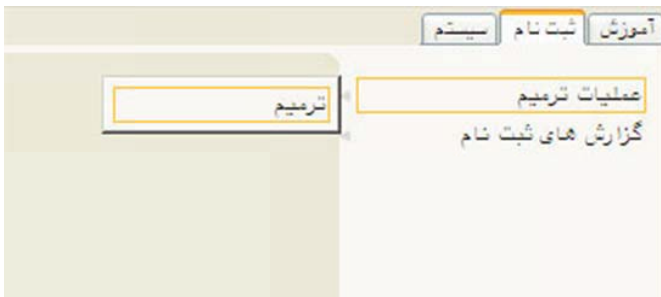 آموزش ثبت نام سیستم
عملیات ترمیم
ترمیم
گزارش های ثبت نام